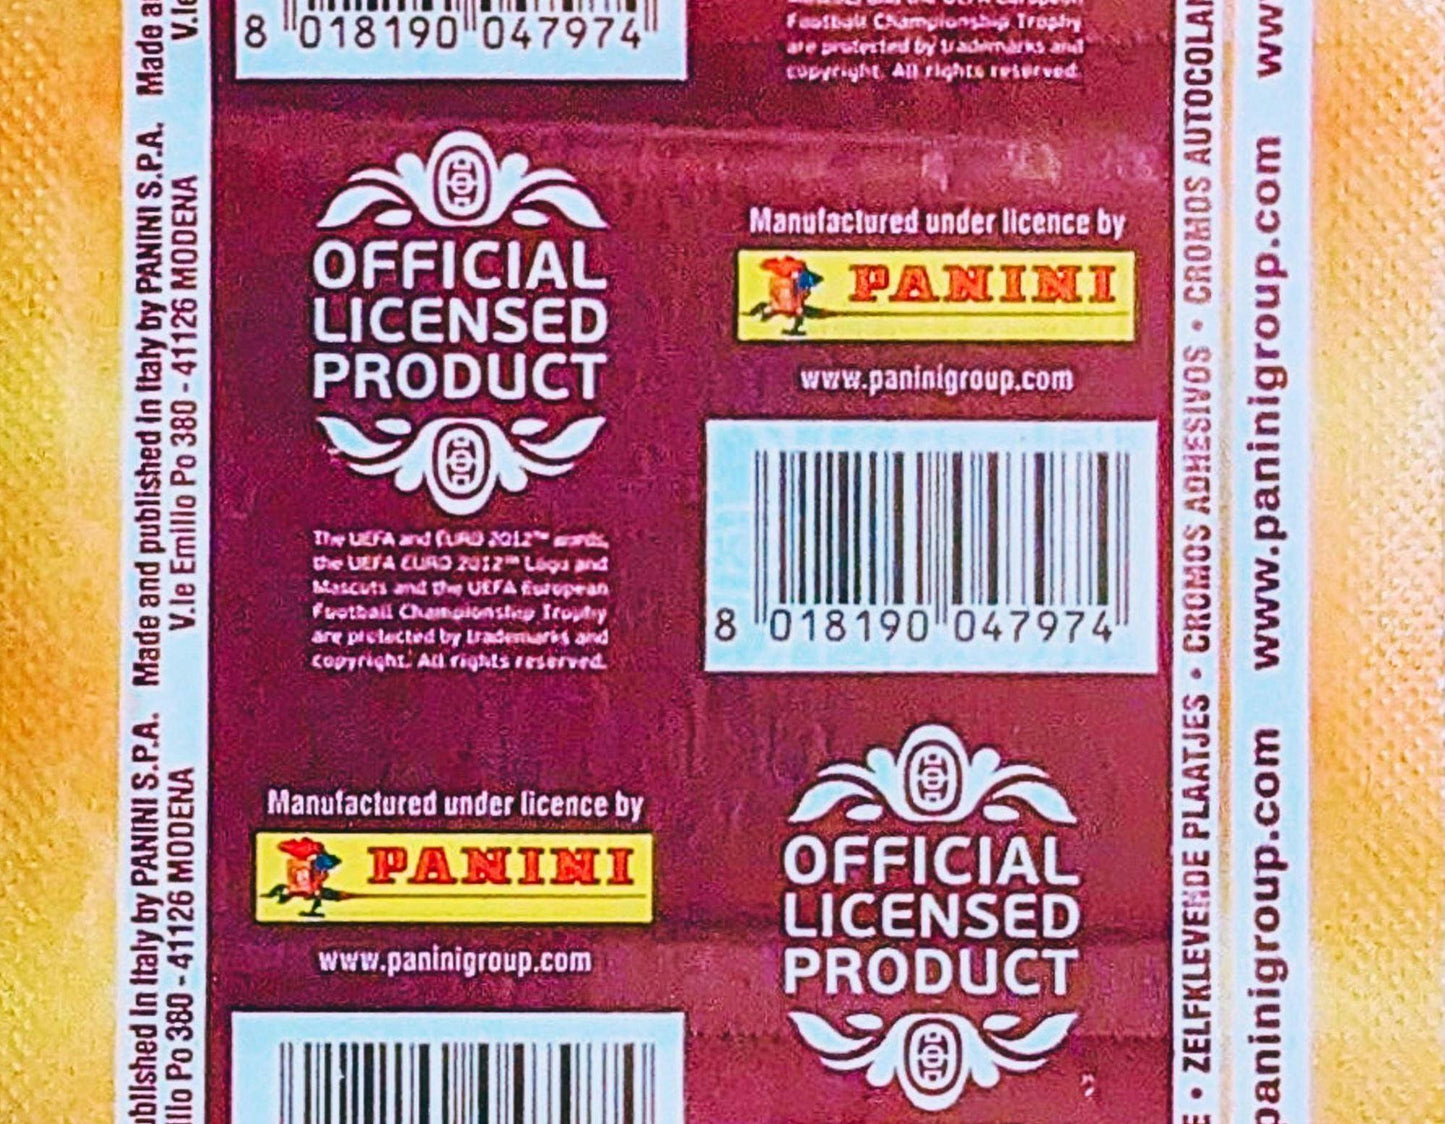 8 018190 047974
Football Championship Trophy
are protected by trademarks and
copyright. All rights reserved.
OFFICIAL
LICENSED
PRODUCT
The UEFA and EURO 2012™ words,
the UEFA EURO 2012™ Logo and
Mascots and the UEFA European
Football Championship Trophy
are protected by trademarks and
copyright. All rights reserved.
Manufactured under licence by
PANINI
www.paninigroup.com
8 018190 047974
Manufactured under licence by
PANINI
www.paninigroup.com
OFFICIAL
LICENSED
PRODUCT
Made and published in Italy by PANINI S.P.A.
V.le Emilio Po 380 - 41126 MODENA
Made and published in Italy by PANINI S.P.A.
V.le Emilio Po 380 - 41126 MODENA
• ZELFKLEVENDE PLAATJES • CROMOS ADHESIVOS • CROMOS AUTOCOLAN
www.paninigroup.com
paninigroup.com
www